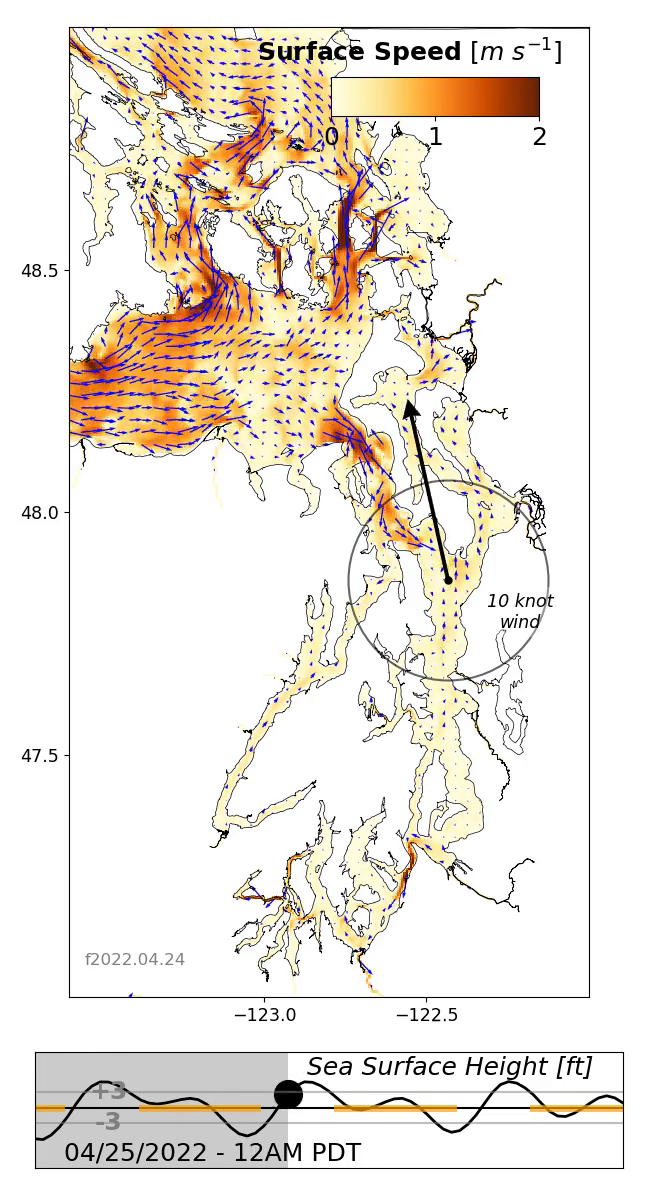 Surface Speed [m s⁻¹]
0 1 2
48.5
48.0
10 knot
wind
47.5
f2022.04.24
−123.0 −122.5
Sea Surface Height [ft]
+3
-3
04/25/2022 - 12AM PDT